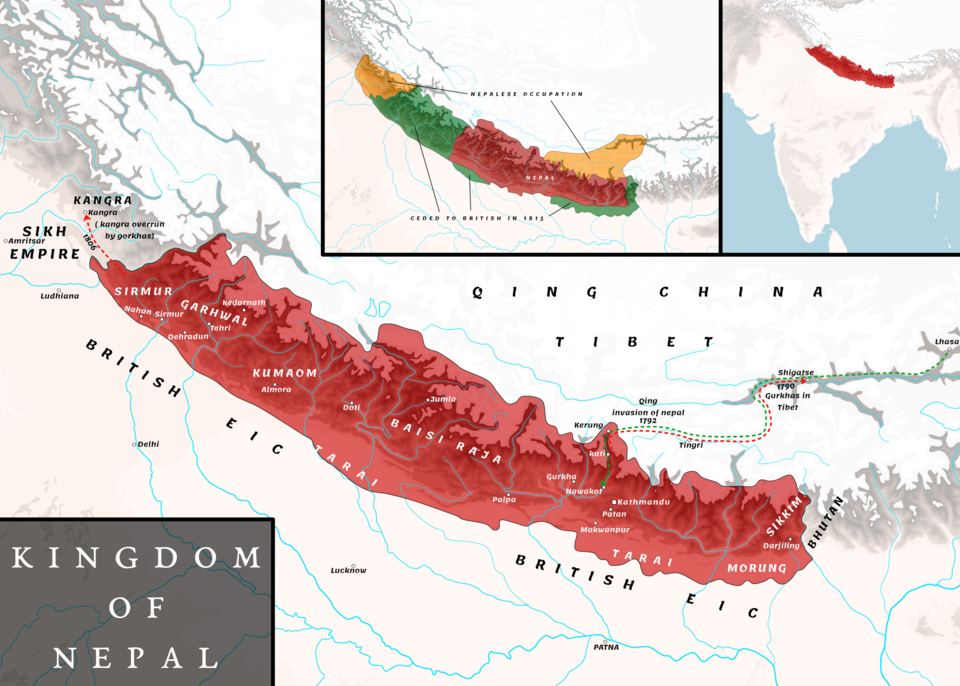 NEPALESE OCCUPATION
NEPAL
CEDED TO BRITISH IN 1815
KANGRA
Kangra
( kangra overrun
by gorkhas)
1806
SIKH
EMPIRE
Amritsar
Ludhiana
QING CHINA
TIBET
Lhasa
SIRMUR
Nahan Sirmur
GARHWAL
Kedarnath
Tehri
Dehradun
KUMAOM
Almora
Doti
Jumla
BAISI RAJA
TARAI
BRITISH EIC
Delhi
Shigatse
1790
Gurkhas in
Tibet
Qing
invasion of nepal
1792
Tingri
Kerung
kuti
Gurkha
Nawakot
Palpa
Kathmandu
Patan
Makwanpur
TARAI
MORUNG
SIKKIM
Darjiling
BHUTAN
BRITISH EIC
Lucknow
PATNA
KINGDOM
OF
NEPAL